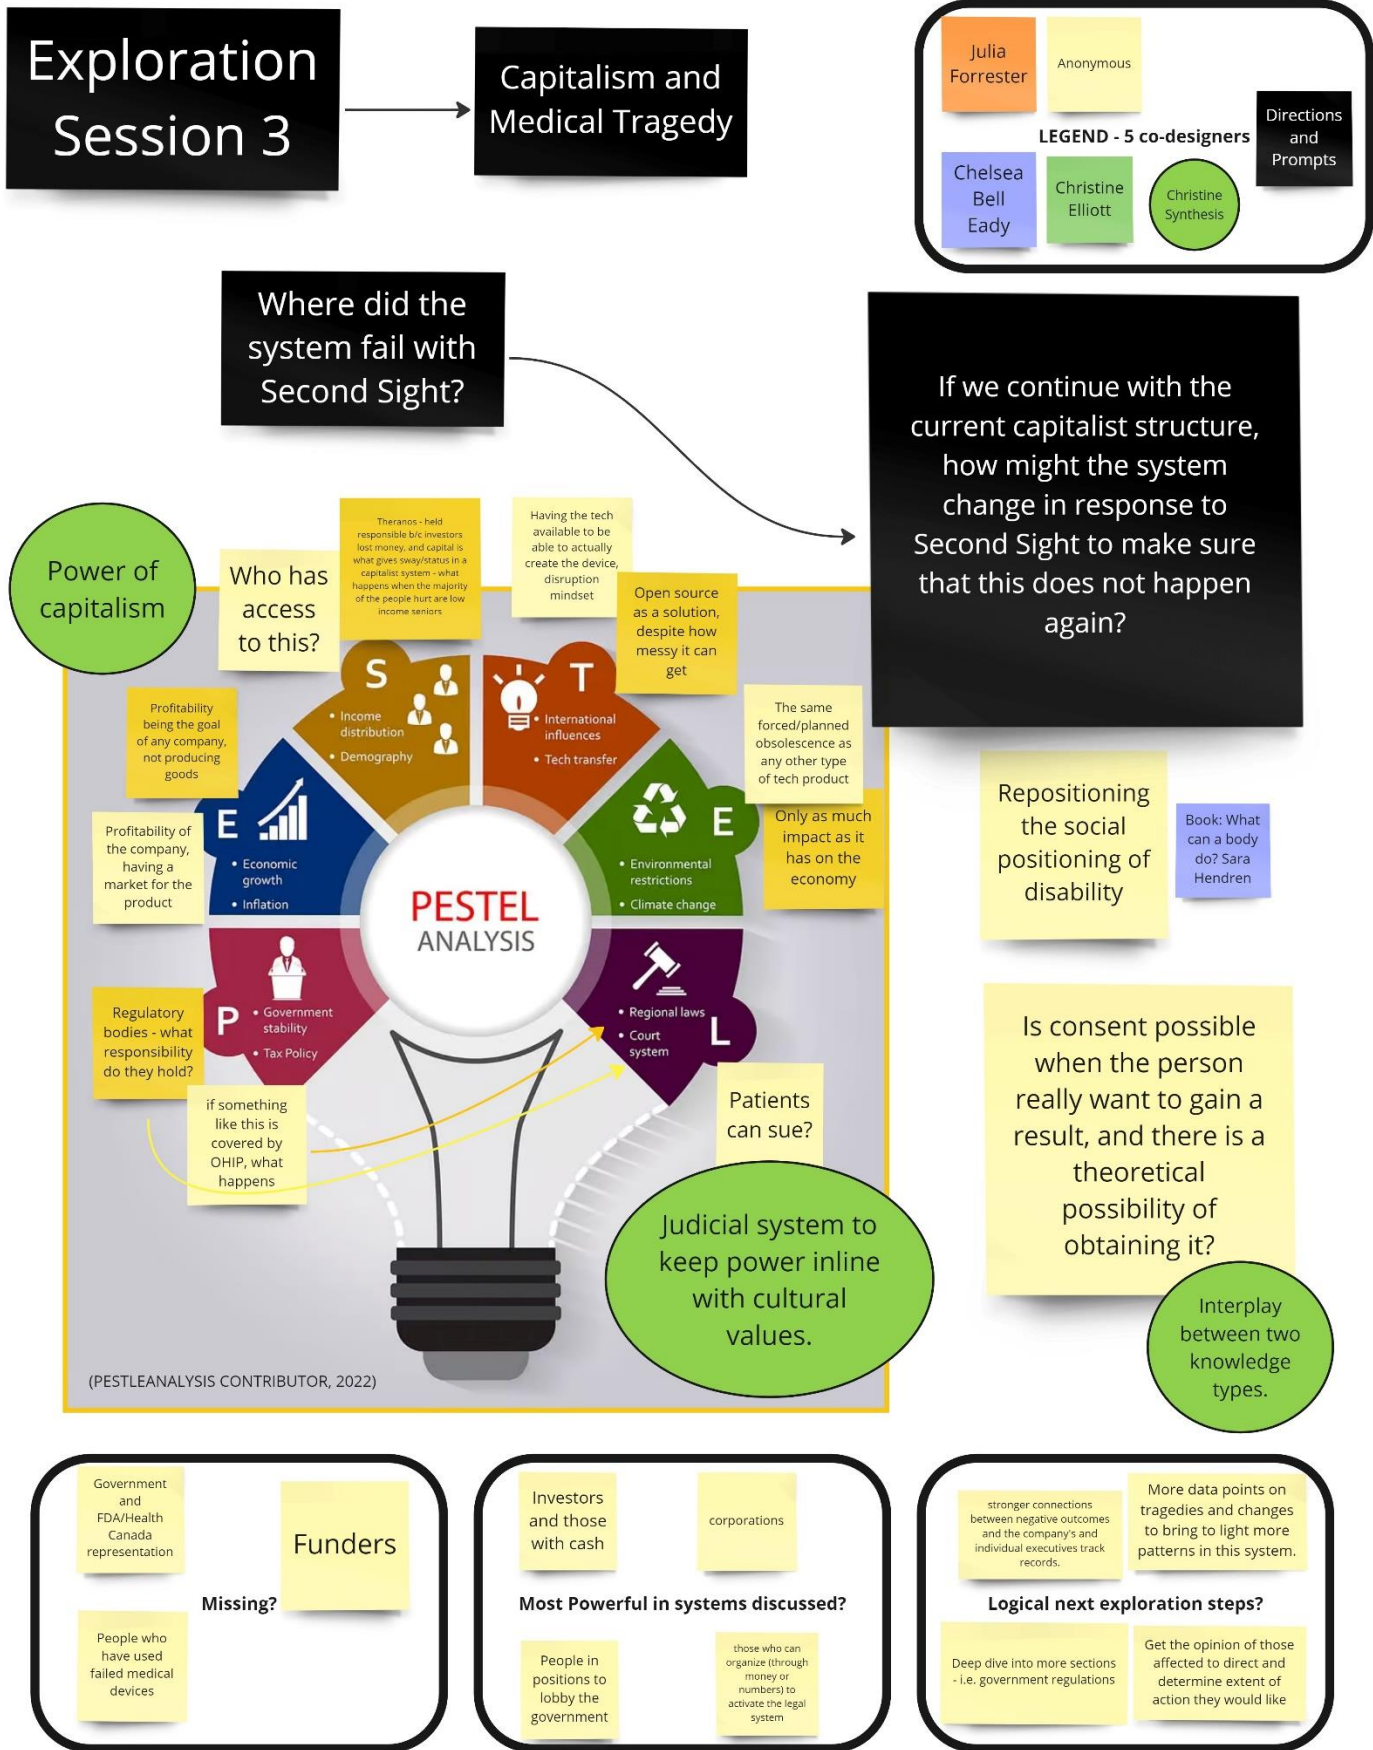 Exploration
Session 3
Capitalism and
Medical Tragedy
Julia
Forrester
Anonymous
LEGEND - 5 co-designers
Directions
and
Prompts
Chelsea
Bell
Eady
Christine
Elliott
Christine
Synthesis
Where did the
system fail with
Second Sight?
If we continue with the
current capitalist structure,
how might the system
change in response to
Second Sight to make sure
that this does not happen
again?
Power of
capitalism
Who has
access
to this?
Theranos - held
responsible b/c investors
lost money, and capital is
what gives sway/status in a
capitalist system - what
happens when the majority
of the people hurt are low
income seniors
Having the tech
available to be
able to actually
create the device,
disruption
mindset
Open source
as a solution,
despite how
messy it can
get
Profitability
being the goal
of any company,
not producing
goods
The same
forced/planned
obsolescence as
any other type
of tech product
Profitability of
the company,
having a
market for the
product
Only as much
impact as it
has on the
economy
S
• Income
distribution
• Demography
T
• International
influences
• Tech transfer
E
• Economic
growth
• Inflation
E
• Environmental
restrictions
• Climate change
PESTEL
ANALYSIS
P
• Government
stability
• Tax Policy
• Regional laws
• Court
system
L
Regulatory
bodies - what
responsibility
do they hold?
if something
like this is
covered by
OHIP, what
happens
Patients
can sue?
Judicial system to
keep power inline
with cultural
values.
(PESTLEANALYSIS CONTRIBUTOR, 2022)
Repositioning
the social
positioning of
disability
Book: What
can a body
do? Sara
Hendren
Is consent possible
when the person
really want to gain a
result, and there is a
theoretical
possibility of
obtaining it?
Interplay
between two
knowledge
types.
Government
and
FDA/Health
Canada
representation
Funders
Missing?
People who
have used
failed medical
devices
Investors
and those
with cash
corporations
Most Powerful in systems discussed?
People in
positions to
lobby the
government
those who can
organize (through
money or
numbers) to
activate the legal
system
stronger connections
between negative outcomes
and the company's and
individual executives track
records.
More data points on
tragedies and changes
to bring to light more
patterns in this system.
Logical next exploration steps?
Deep dive into more sections
- i.e. government regulations
Get the opinion of those
affected to direct and
determine extent of
action they would like